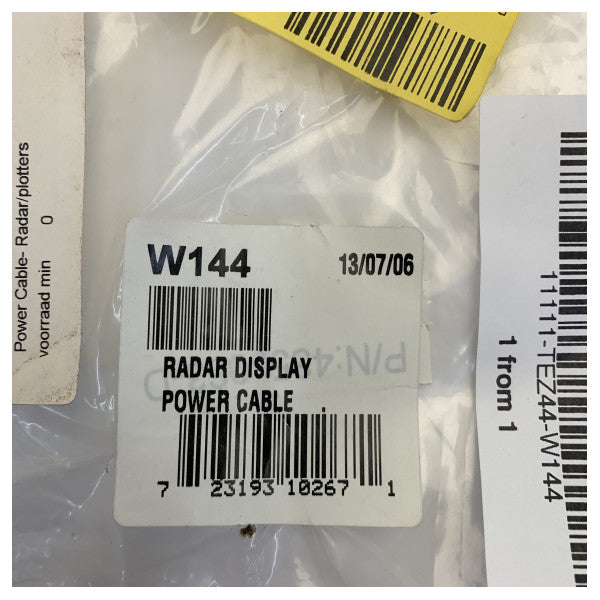 Power Cable- Radar/plotters
voorraad min 0
W144
13/07/06
RADAR DISPLAY
POWER CABLE .
7 23193 10267 1
P/N:
11111-TEZ44-W144
1 from 1